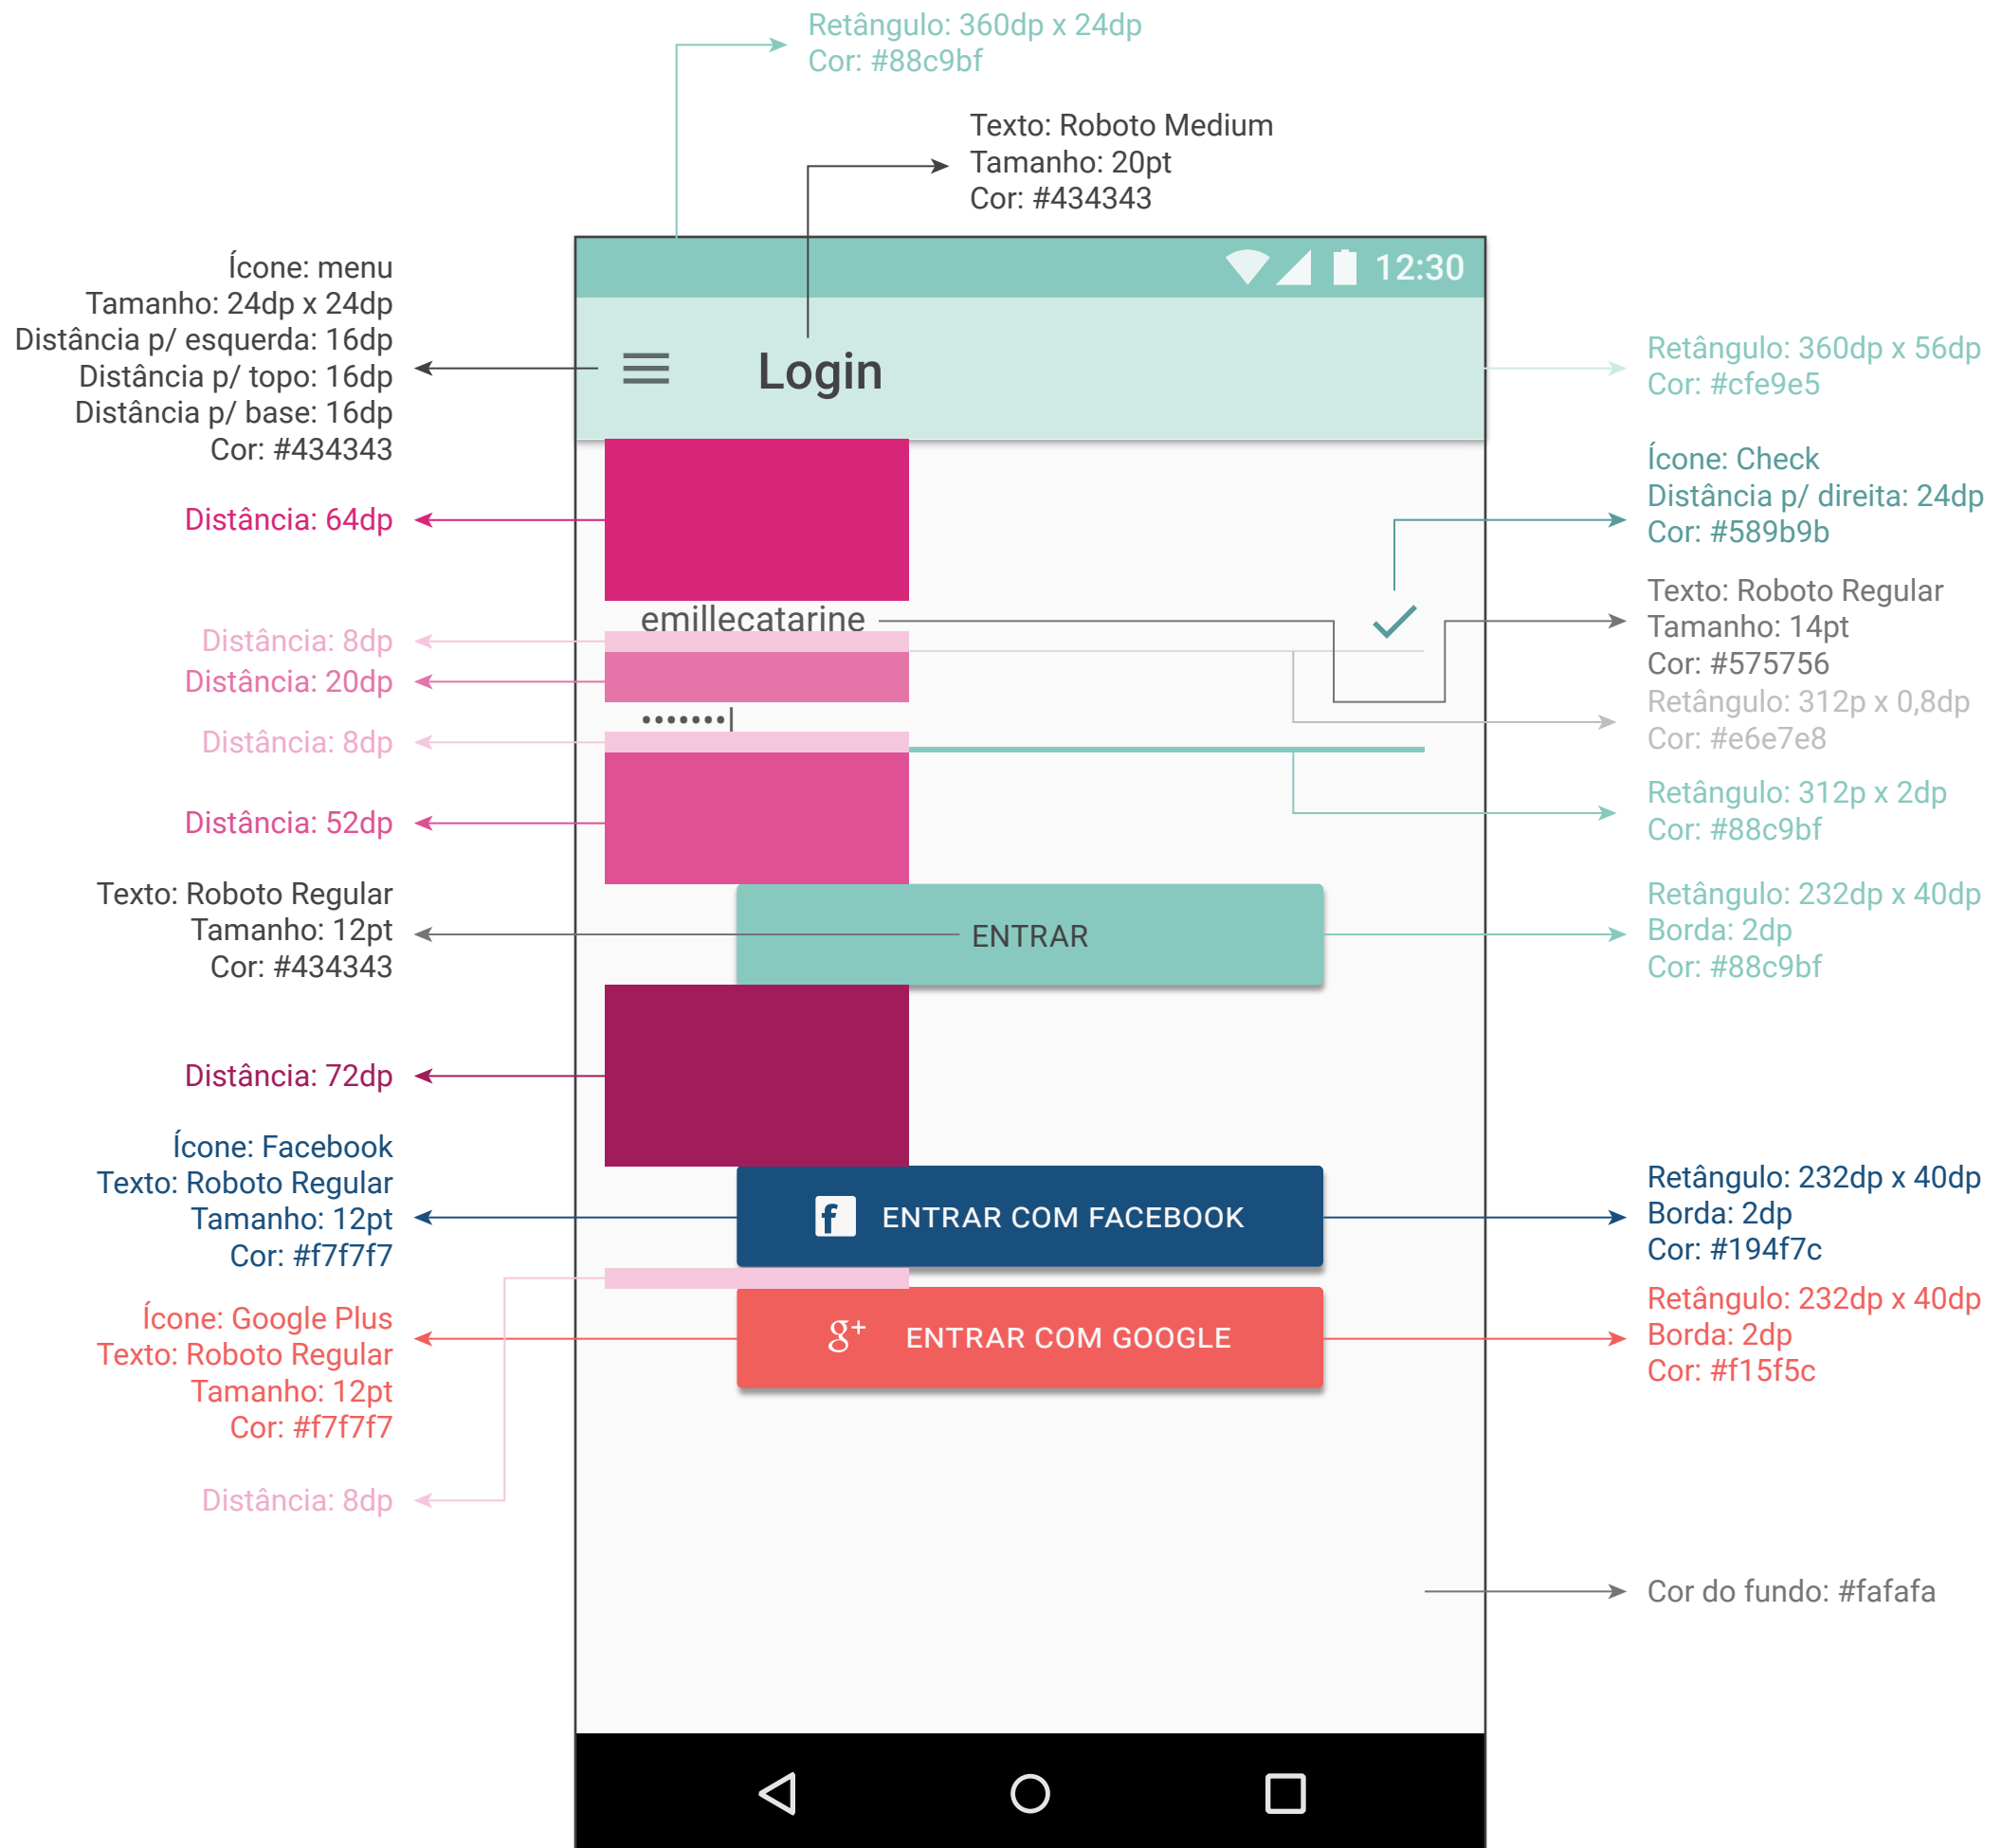 Retângulo: 360dp x 24dp
Cor: #88c9bf
Texto: Roboto Medium
Tamanho: 20pt
Cor: #434343
12:30
Ícone: menu
Tamanho: 24dp x 24dp
Distância p/ esquerda: 16dp
Distância p/ topo: 16dp
Distância p/ base: 16dp
Cor: #434343
Login
Retângulo: 360dp x 56dp
Cor: #cfe9e5
Ícone: Check
Distância p/ direita: 24dp
Cor: #589b9b
Distância: 64dp
emillecatarine
Texto: Roboto Regular
Tamanho: 14pt
Cor: #575756
Distância: 8dp
Distância: 20dp
Retângulo: 312p x 0,8dp
Cor: #e6e7e8
•••••••|
Distância: 8dp
Retângulo: 312p x 2dp
Cor: #88c9bf
Distância: 52dp
Texto: Roboto Regular
Tamanho: 12pt
Cor: #434343
ENTRAR
Retângulo: 232dp x 40dp
Borda: 2dp
Cor: #88c9bf
Distância: 72dp
Ícone: Facebook
Texto: Roboto Regular
Tamanho: 12pt
Cor: #f7f7f7
f ENTRAR COM FACEBOOK
Retângulo: 232dp x 40dp
Borda: 2dp
Cor: #194f7c
Ícone: Google Plus
Texto: Roboto Regular
Tamanho: 12pt
Cor: #f7f7f7
g+ ENTRAR COM GOOGLE
Retângulo: 232dp x 40dp
Borda: 2dp
Cor: #f15f5c
Distância: 8dp
Cor do fundo: #fafafa